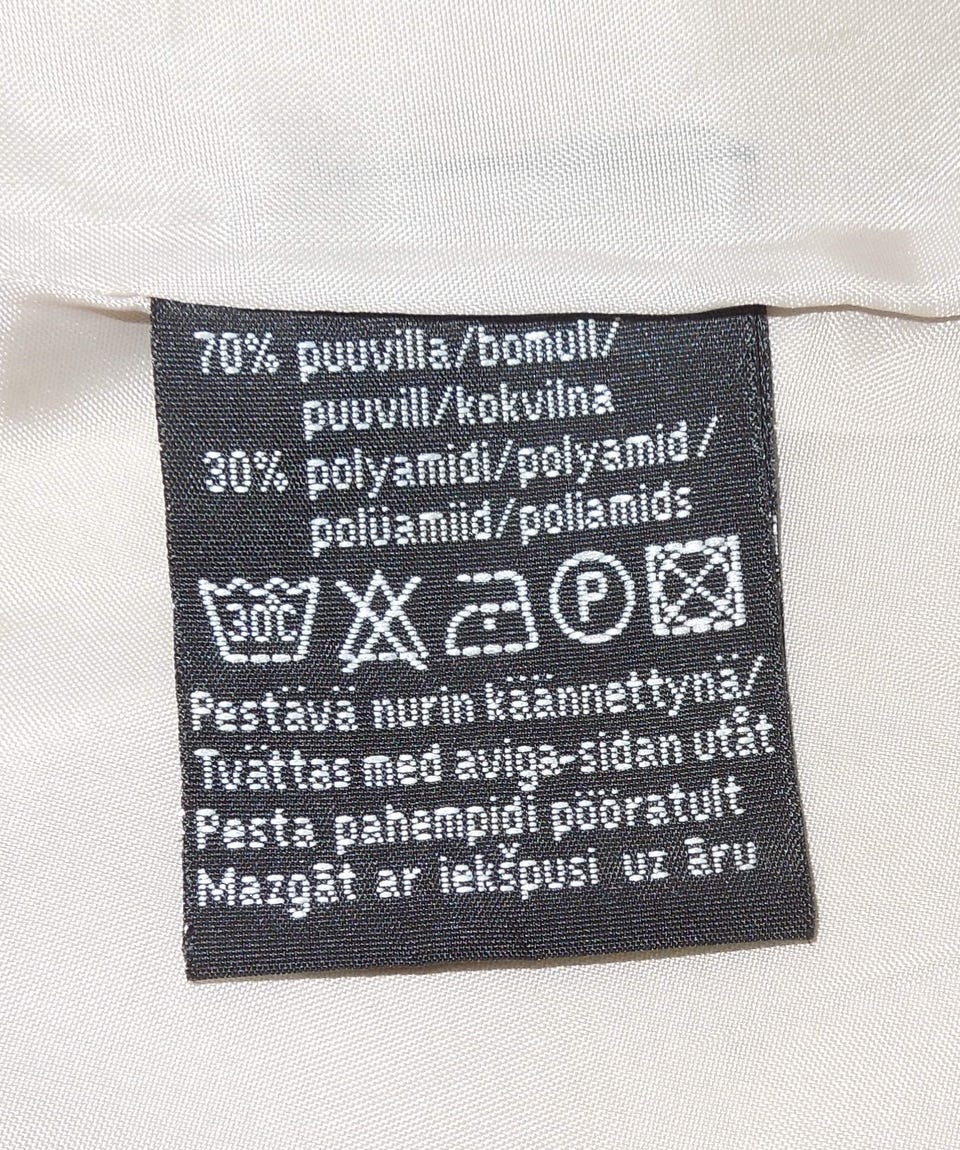 70% puuvilla/bomull/
puuvill/kokvilna
30% polyamidi/polyamid/
polüamiid/poliamids
30°C P
Pestävä nurin käännettynä/
Tvättas med aviga-sidan utåt
Pesta pahempidi pööratult
Mazgāt ar iekšpusi uz āru